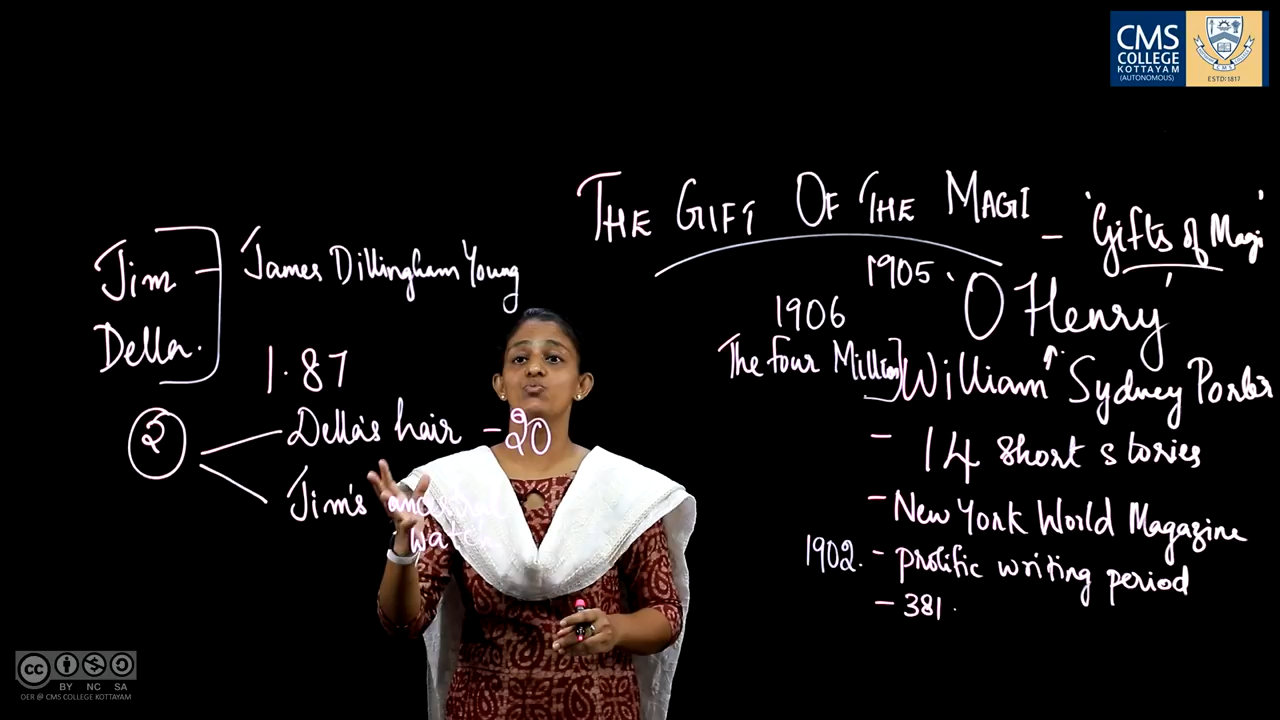 CMS
COLLEGE
KOTTAYAM
(AUTONOMOUS)
ESTD:1817
THE GIFT OF THE MAGI - 'Gifts of Magi'
1905 'O Henry'
1906
The Four Million] William Sydney Porter
- 14 short stories
- New York World Magazine
1902. - prolific writing period
- 381.
Jim - James Dillingham Young
Della.
1.87
2
Della's hair - 20
Jim's ancestral
watch
cc
BY NC SA
OER @ CMS COLLEGE KOTTAYAM